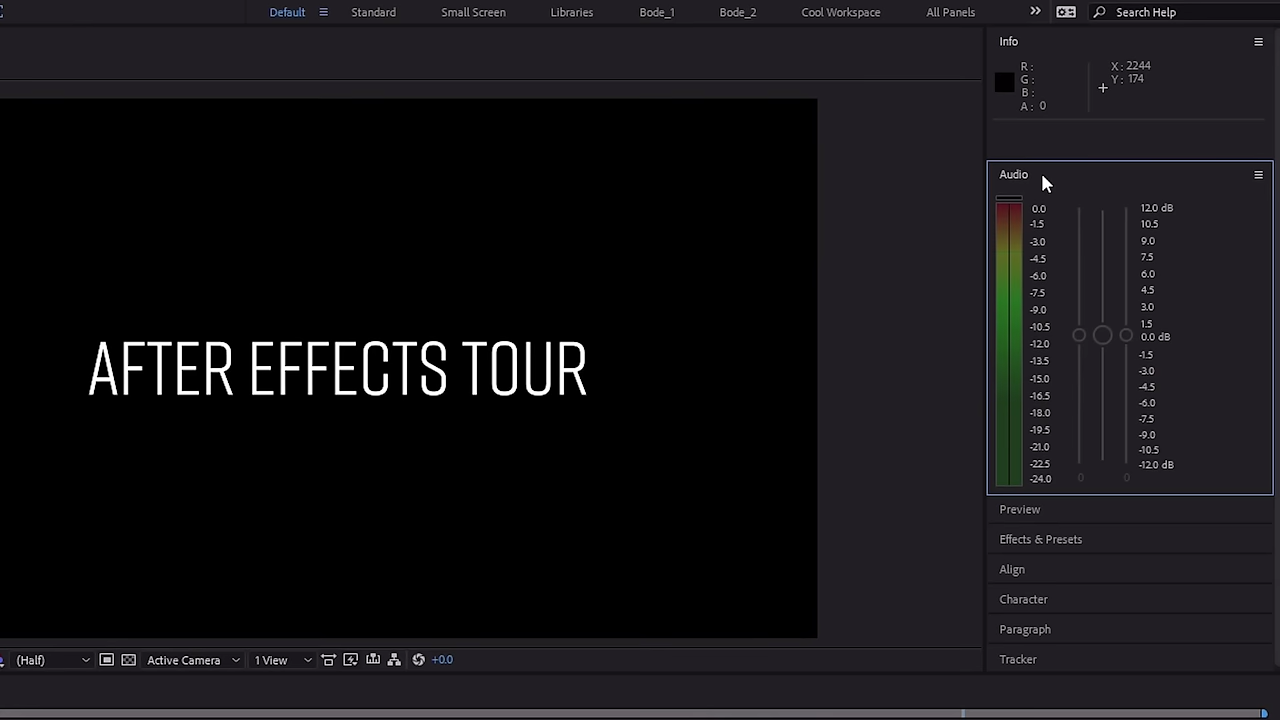 Default
Standard
Small Screen
Libraries
Bode_1
Bode_2
Cool Workspace
All Panels
Search Help
Info
R :
G :
B :
A : 0
X : 2244
Y : 174
Audio
0.0
-1.5
-3.0
-4.5
-6.0
-7.5
-9.0
-10.5
-12.0
-13.5
-15.0
-16.5
-18.0
-19.5
-21.0
-22.5
-24.0
12.0 dB
10.5
9.0
7.5
6.0
4.5
3.0
1.5
0.0 dB
-1.5
-3.0
-4.5
-6.0
-7.5
-9.0
-10.5
-12.0 dB
0
0
AFTER EFFECTS TOUR
Preview
Effects & Presets
Align
Character
Paragraph
Tracker
(Half)
Active Camera
1 View
+0.0